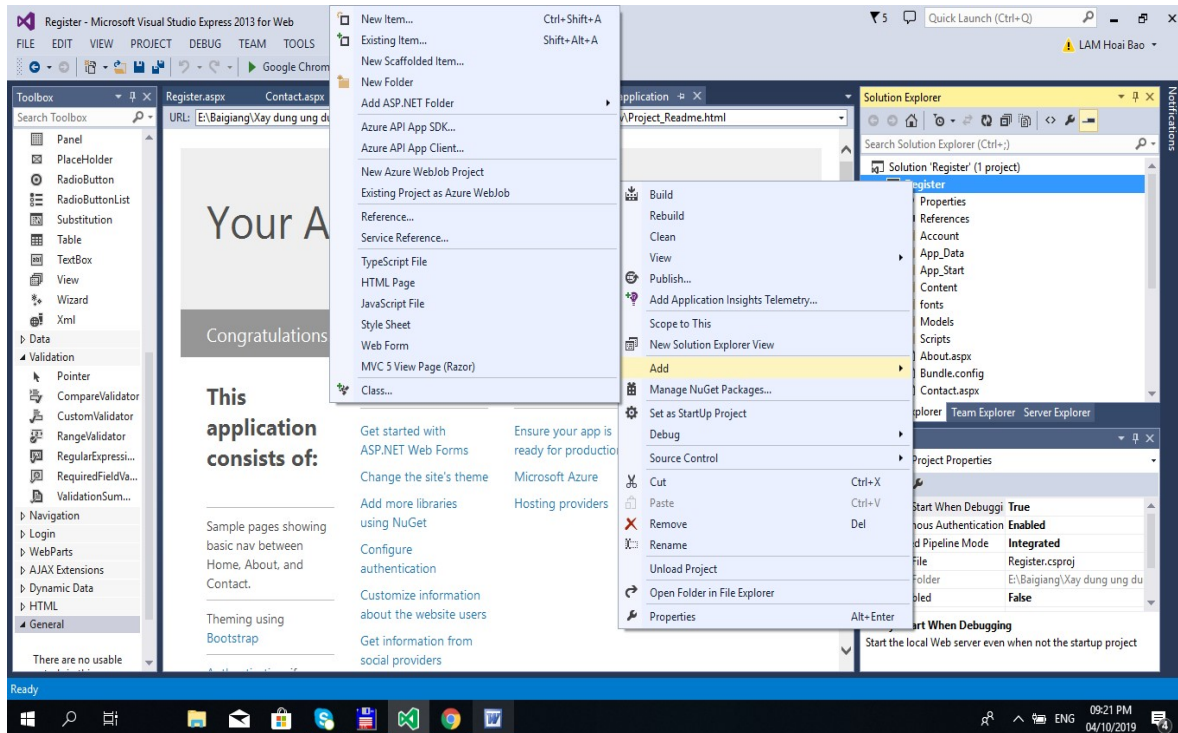 Register - Microsoft Visual Studio Express 2013 for Web
5
Quick Launch (Ctrl+Q)
FILE EDIT VIEW PROJECT DEBUG TEAM TOOLS
LAM Hoai Bao
Google Chrom
New Item... Ctrl+Shift+A
Existing Item... Shift+Alt+A
New Scaffolded Item...
New Folder
Add ASP.NET Folder
Azure API App SDK...
Azure API App Client...
New Azure WebJob Project
Existing Project as Azure WebJob
Reference...
Service Reference...
TypeScript File
HTML Page
JavaScript File
Style Sheet
Web Form
MVC 5 View Page (Razor)
Class...
Toolbox
Search Toolbox
Panel
PlaceHolder
RadioButton
RadioButtonList
Substitution
Table
TextBox
View
Wizard
Xml
Data
Validation
Pointer
CompareValidator
CustomValidator
RangeValidator
RegularExpressi...
RequiredFieldVa...
ValidationSum...
Navigation
Login
WebParts
AJAX Extensions
Dynamic Data
HTML
General
There are no usable
Register.aspx Contact.aspx
pplication
URL: E:\Baigiang\Xay dung ung du
\Project_Readme.html
Your A
Congratulations
This
application
consists of:
Sample pages showing
basic nav between
Home, About, and
Contact.
Theming using
Bootstrap
Get started with
ASP.NET Web Forms
Change the site's theme
Add more libraries
using NuGet
Configure
authentication
Customize information
about the website users
Get information from
social providers
Ensure your app is
ready for production
Microsoft Azure
Hosting providers
Build
Rebuild
Clean
View
Publish...
Add Application Insights Telemetry...
Scope to This
New Solution Explorer View
Add
Manage NuGet Packages...
Set as StartUp Project
Debug
Source Control
Cut Ctrl+X
Paste Ctrl+V
Remove Del
Rename
Unload Project
Open Folder in File Explorer
Properties Alt+Enter
Solution Explorer
Search Solution Explorer (Ctrl+;)
Solution 'Register' (1 project)
Register
Properties
References
Account
App_Data
App_Start
Content
fonts
Models
Scripts
About.aspx
Bundle.config
Contact.aspx
xplorer Team Explorer Server Explorer
Project Properties
Start When Debuggi True
nous Authentication Enabled
d Pipeline Mode Integrated
File Register.csproj
Folder E:\Baigiang\Xay dung ung du
bled False
art When Debugging
Start the local Web server even when not the startup project
Notifications
Ready
ENG
09:21 PM
04/10/2019
4